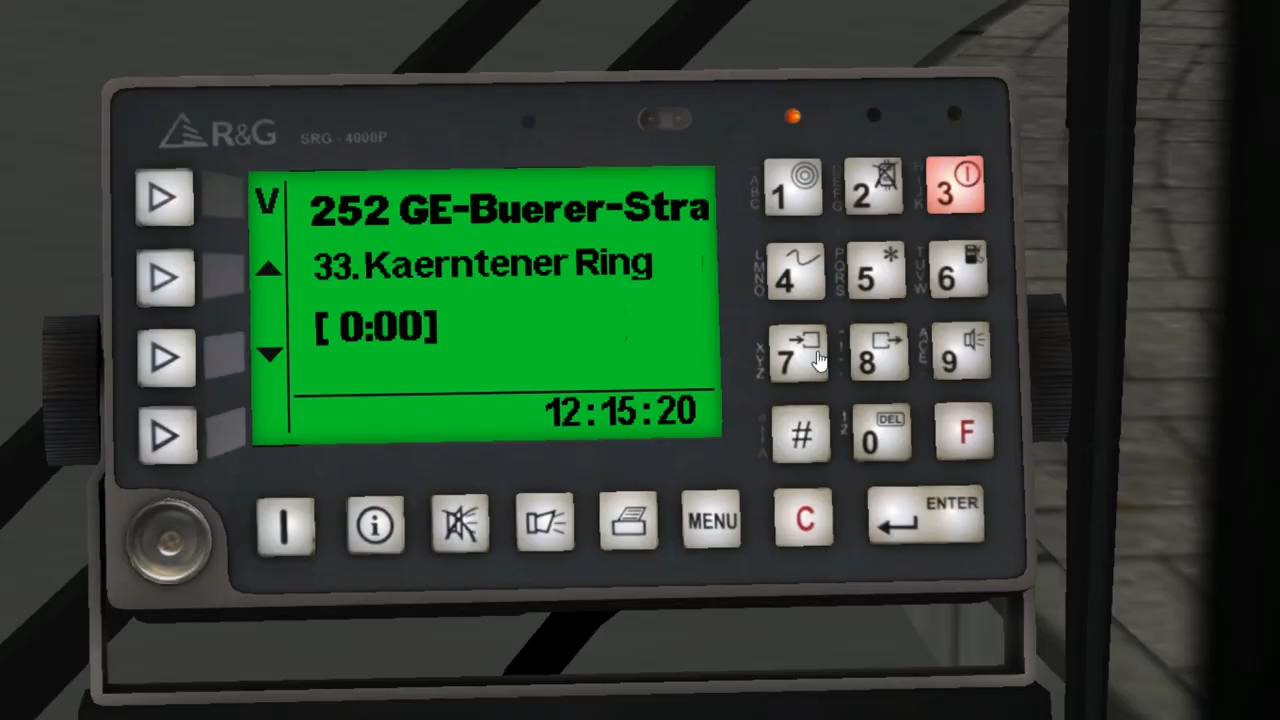 R&G SRG - 4000P
V 252 GE-Buerer-Stra
33. Kaerntener Ring
[ 0:00]
12:15:20
1 2 3
4 5 6
7 8 9
# 0 DEL F
MENU C ENTER